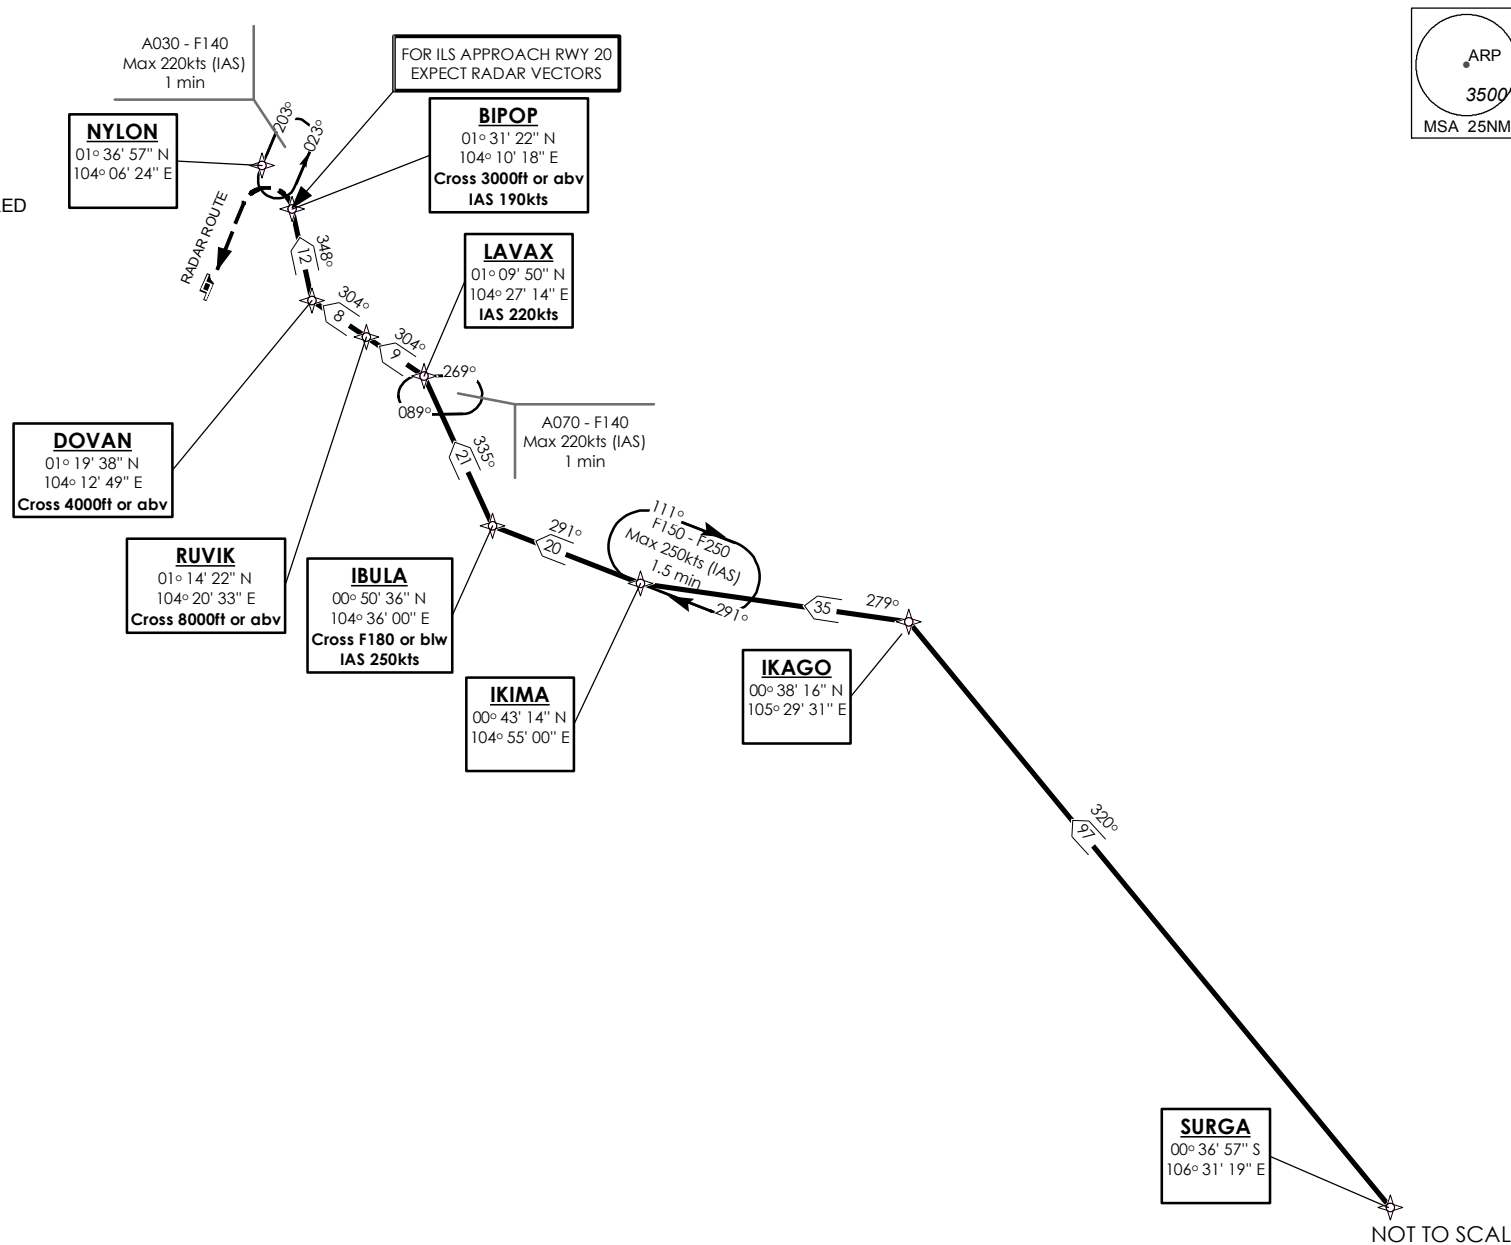 A030 - F140
Max 220kts (IAS)
1 min
FOR ILS APPROACH RWY 20
EXPECT RADAR VECTORS
ARP
3500'
MSA 25NM
NYLON
01° 36' 57" N
104° 06' 24" E
203°
023°
BIPOP
01° 31' 22" N
104° 10' 18" E
Cross 3000ft or abv
IAS 190kts
RADAR ROUTE
12
348°
LAVAX
01° 09' 50" N
104° 27' 14" E
IAS 220kts
304°
8
304°
9
269°
089°
A070 - F140
Max 220kts (IAS)
1 min
DOVAN
01° 19' 38" N
104° 12' 49" E
Cross 4000ft or abv
335°
21
111°
F150 - F250
Max 250kts (IAS)
1.5 min
291°
291°
20
RUVIK
01° 14' 22" N
104° 20' 33" E
Cross 8000ft or abv
IBULA
00° 50' 36" N
104° 36' 00" E
Cross F180 or blw
IAS 250kts
35
279°
IKIMA
00° 43' 14" N
104° 55' 00" E
IKAGO
00° 38' 16" N
105° 29' 31" E
320°
97
SURGA
00° 36' 57" S
106° 31' 19" E